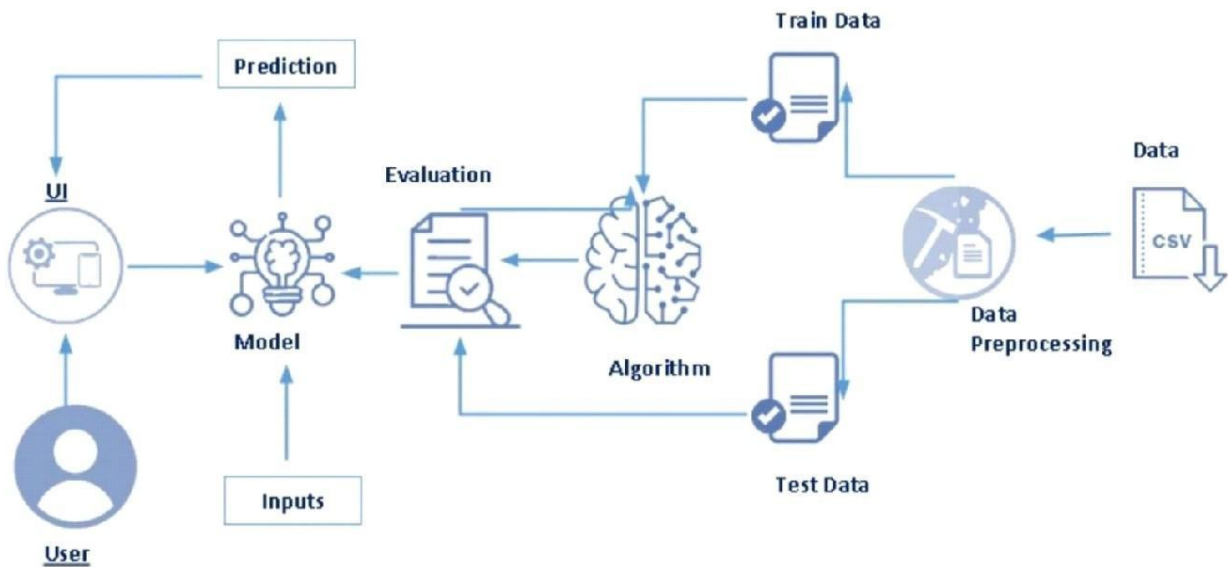 Train Data
Prediction
Data
Evaluation
UI
CSV
Data
Preprocessing
Model
Algorithm
Test Data
Inputs
User